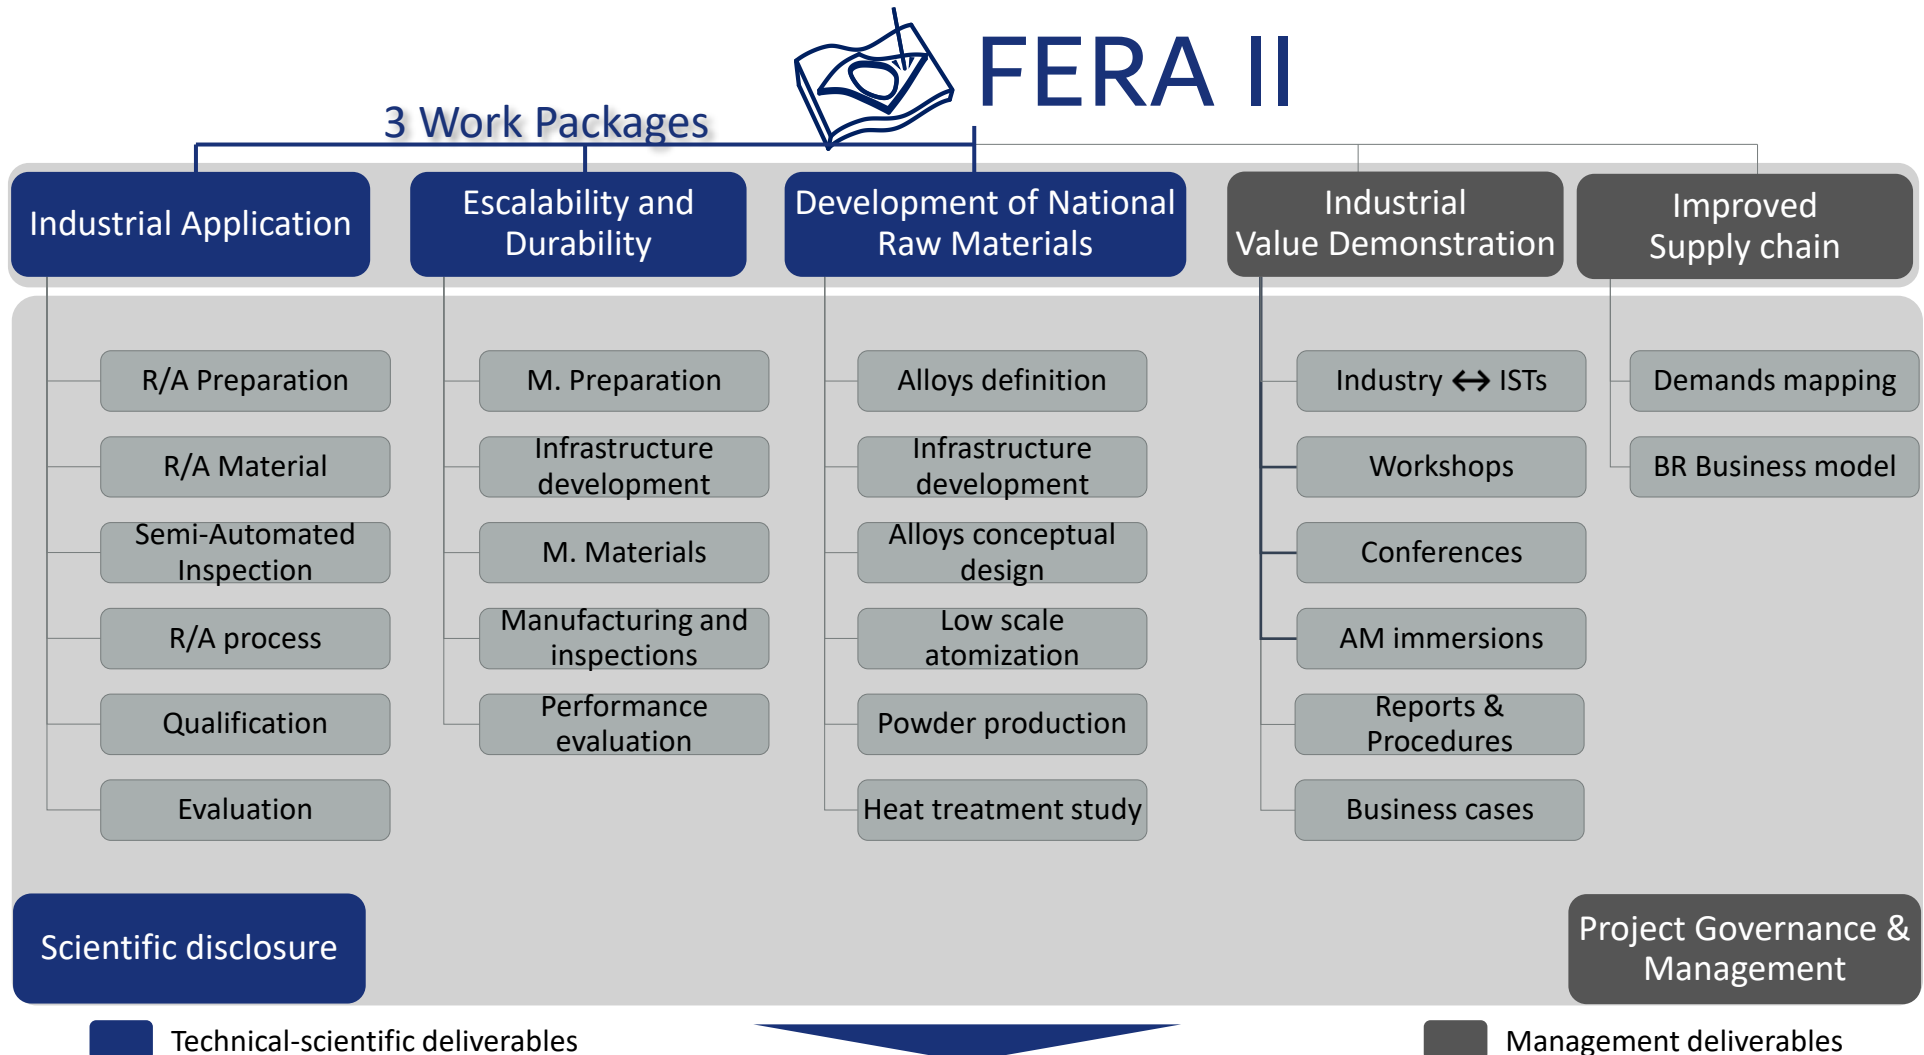 FERA II
3 Work Packages
Industrial Application
Escalability and
Durability
Development of National
Raw Materials
Industrial
Value Demonstration
Improved
Supply chain
R/A Preparation
R/A Material
Semi-Automated
Inspection
R/A process
Qualification
Evaluation
M. Preparation
Infrastructure
development
M. Materials
Manufacturing and
inspections
Performance
evaluation
Alloys definition
Infrastructure
development
Alloys conceptual
design
Low scale
atomization
Powder production
Heat treatment study
Industry ↔ ISTs
Workshops
Conferences
AM immersions
Reports &
Procedures
Business cases
Demands mapping
BR Business model
Scientific disclosure
Project Governance &
Management
Technical-scientific deliverables
Management deliverables